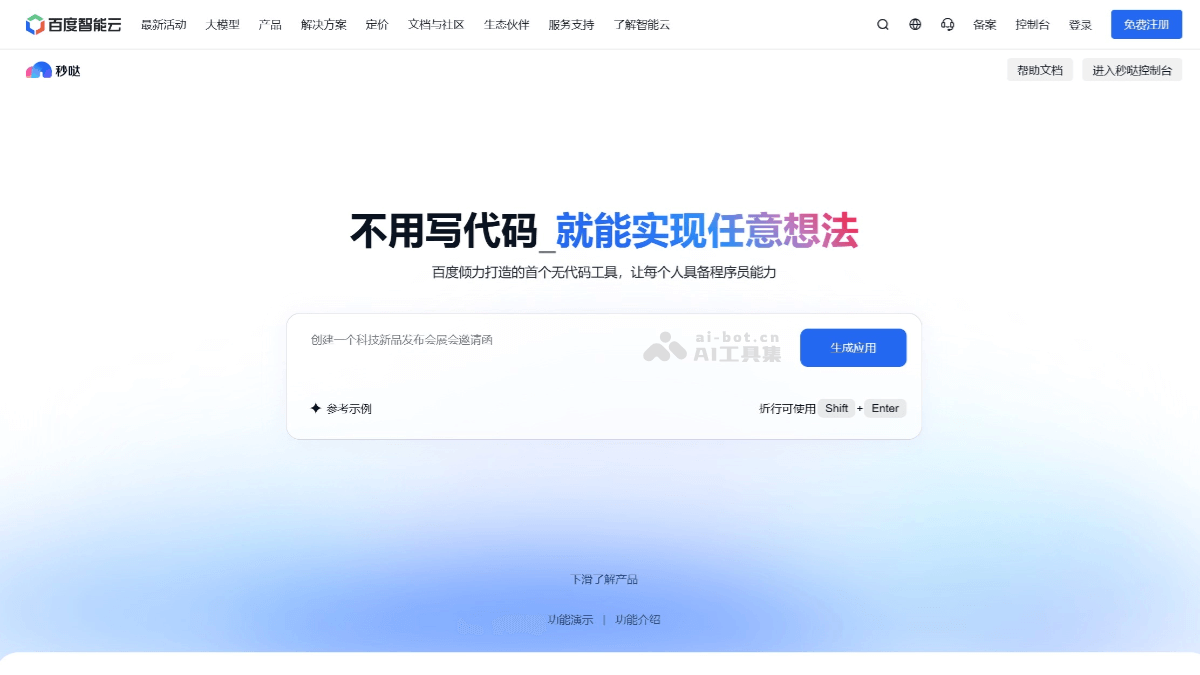 百度智能云 最新活动 大模型 产品 解决方案 定价 文档与社区 生态伙伴 服务支持 了解智能云 备案 控制台 登录 免费注册
秒哒 帮助文档 进入秒哒控制台
不用写代码_就能实现任意想法
百度倾力打造的首个无代码工具，让每个人具备程序员能力
创建一个科技新品发布会展会邀请函
ai-bot.cn
AI工具集
生成应用
参考示例 折行可使用 Shift + Enter
下滑了解产品
功能演示 | 功能介绍